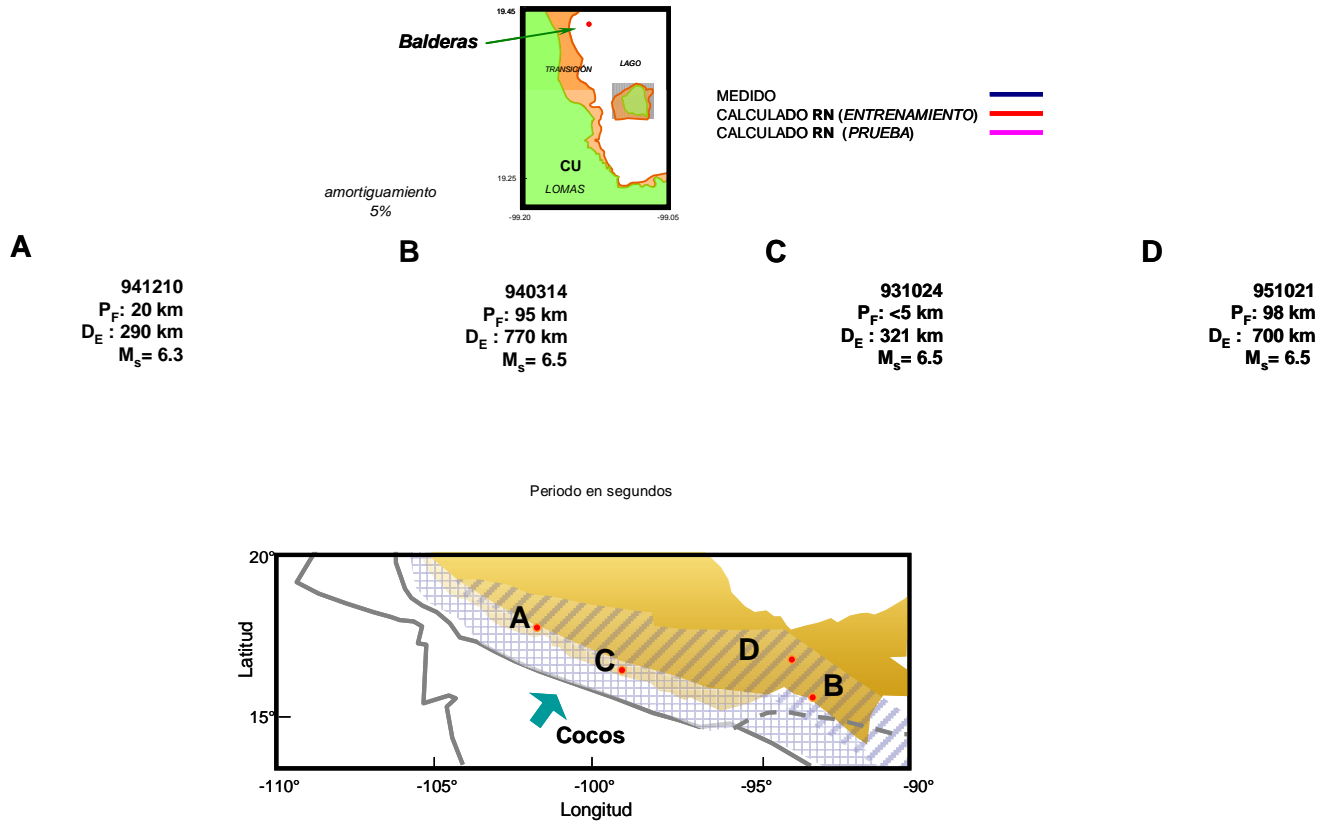 19.45
Balderas
TRANSICIÓN
LAGO
CU
19.25
LOMAS
-99.20
-99.05
amortiguamiento
5%
MEDIDO
CALCULADO RN (ENTRENAMIENTO)
CALCULADO RN (PRUEBA)
A
941210
PF: 20 km
DE : 290 km
Ms= 6.3
B
940314
PF: 95 km
DE : 770 km
Ms= 6.5
C
931024
PF: <5 km
DE : 321 km
Ms= 6.5
D
951021
PF: 98 km
DE : 700 km
Ms= 6.5
Periodo en segundos
20°
A
D
C
B
Latitud
15°
Cocos
-110°
-105°
-100°
-95°
-90°
Longitud